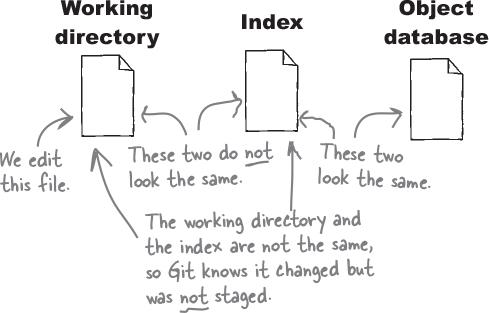 Working
directory
Index
Object
database
We edit
this file.
These two do not
look the same.
These two
look the same.
The working directory and
the index are not the same,
so Git knows it changed but
was not staged.